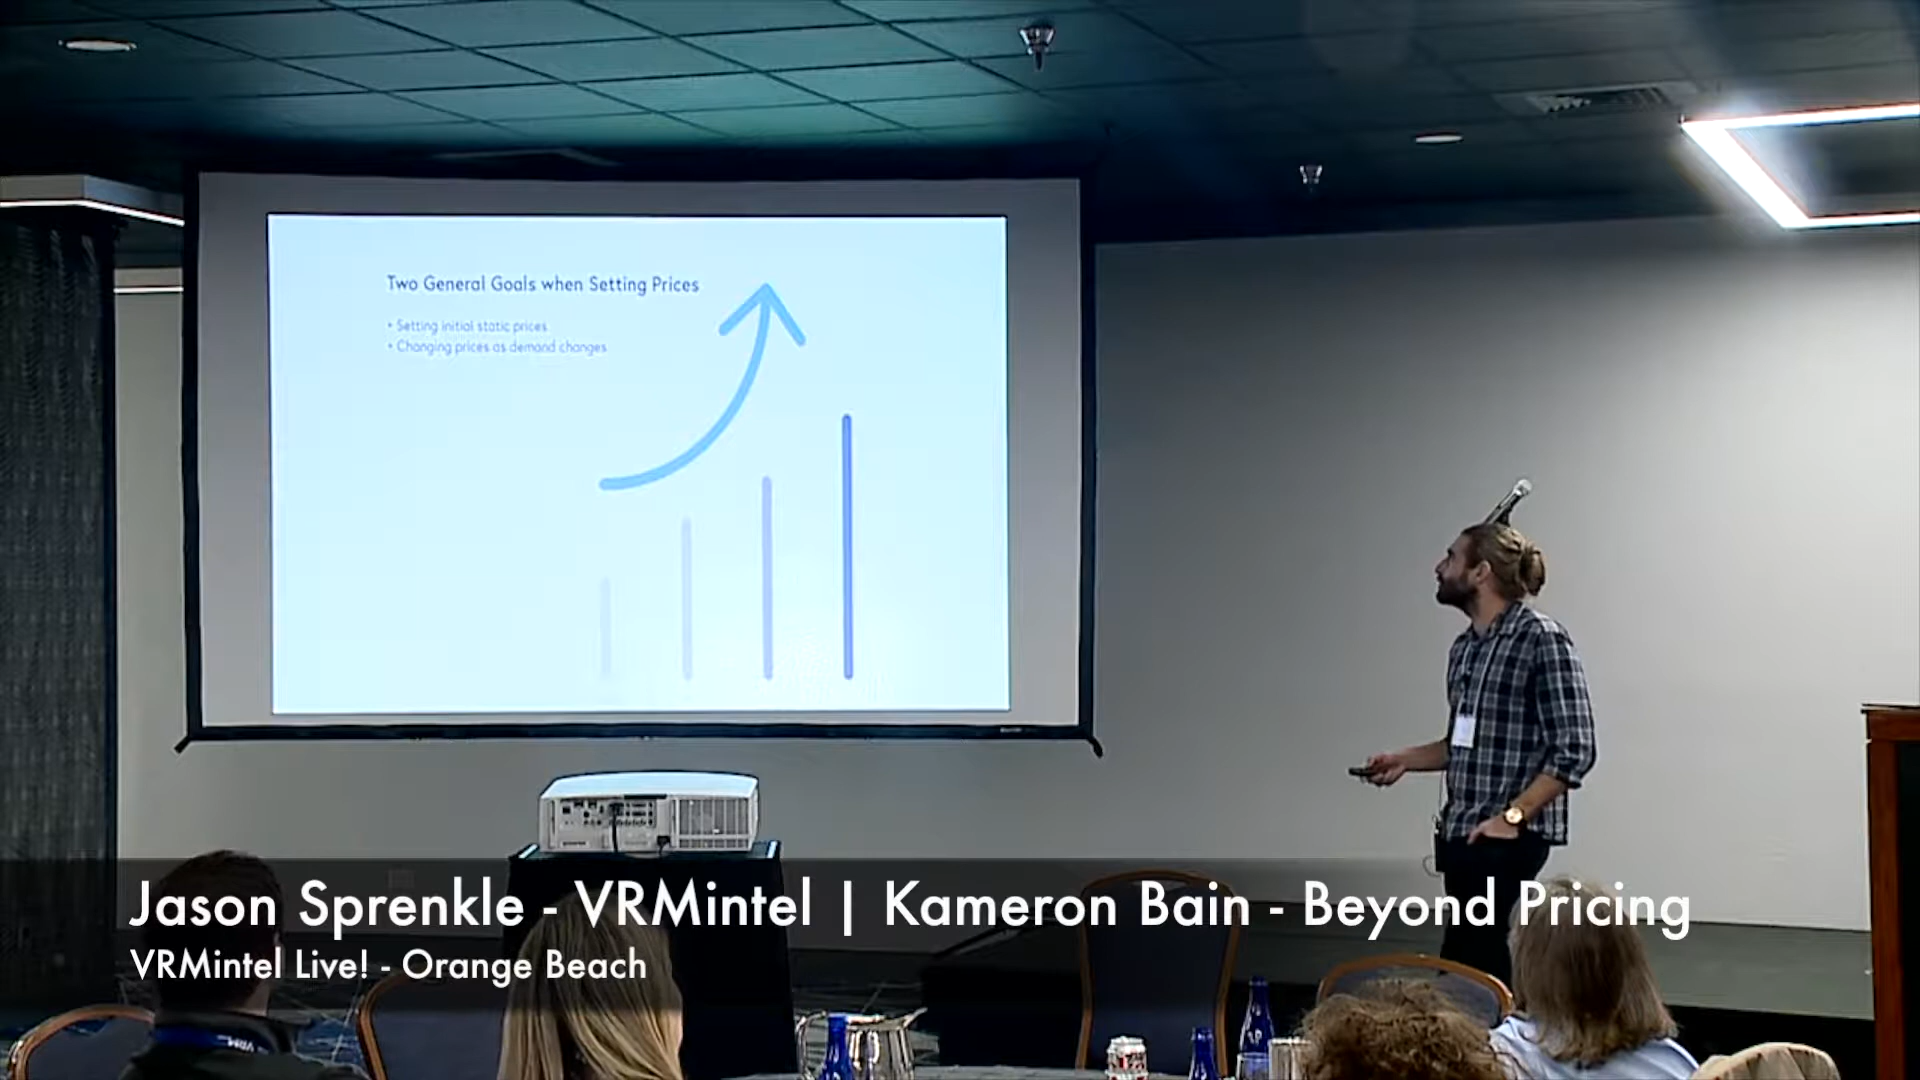 Two General Goals when Setting Prices
• Setting initial static prices
• Changing prices as demand changes
Jason Sprenkle - VRMintel | Kameron Bain - Beyond Pricing
VRMintel Live! - Orange Beach
VRM